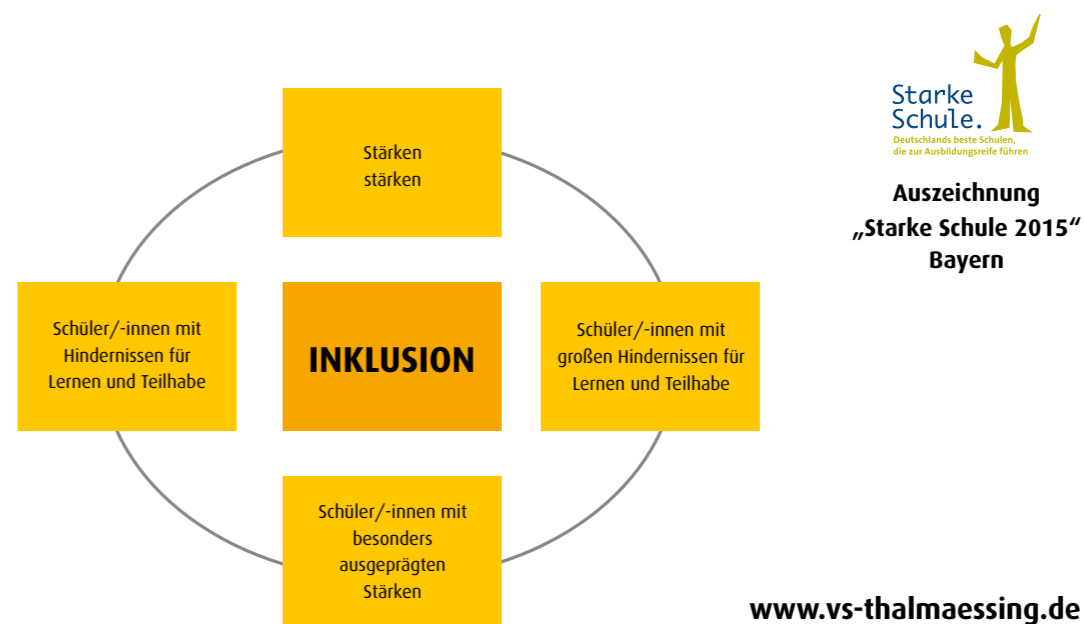 Starke
Schule.
Deutschlands beste Schulen,
die zur Ausbildungsreife führen
Auszeichnung
„Starke Schule 2015“
Bayern
Stärken
stärken
Schüler/-innen mit
Hindernissen für
Lernen und Teilhabe
INKLUSION
Schüler/-innen mit
großen Hindernissen für
Lernen und Teilhabe
Schüler/-innen mit
besonders
ausgeprägten
Stärken
www.vs-thalmaessing.de